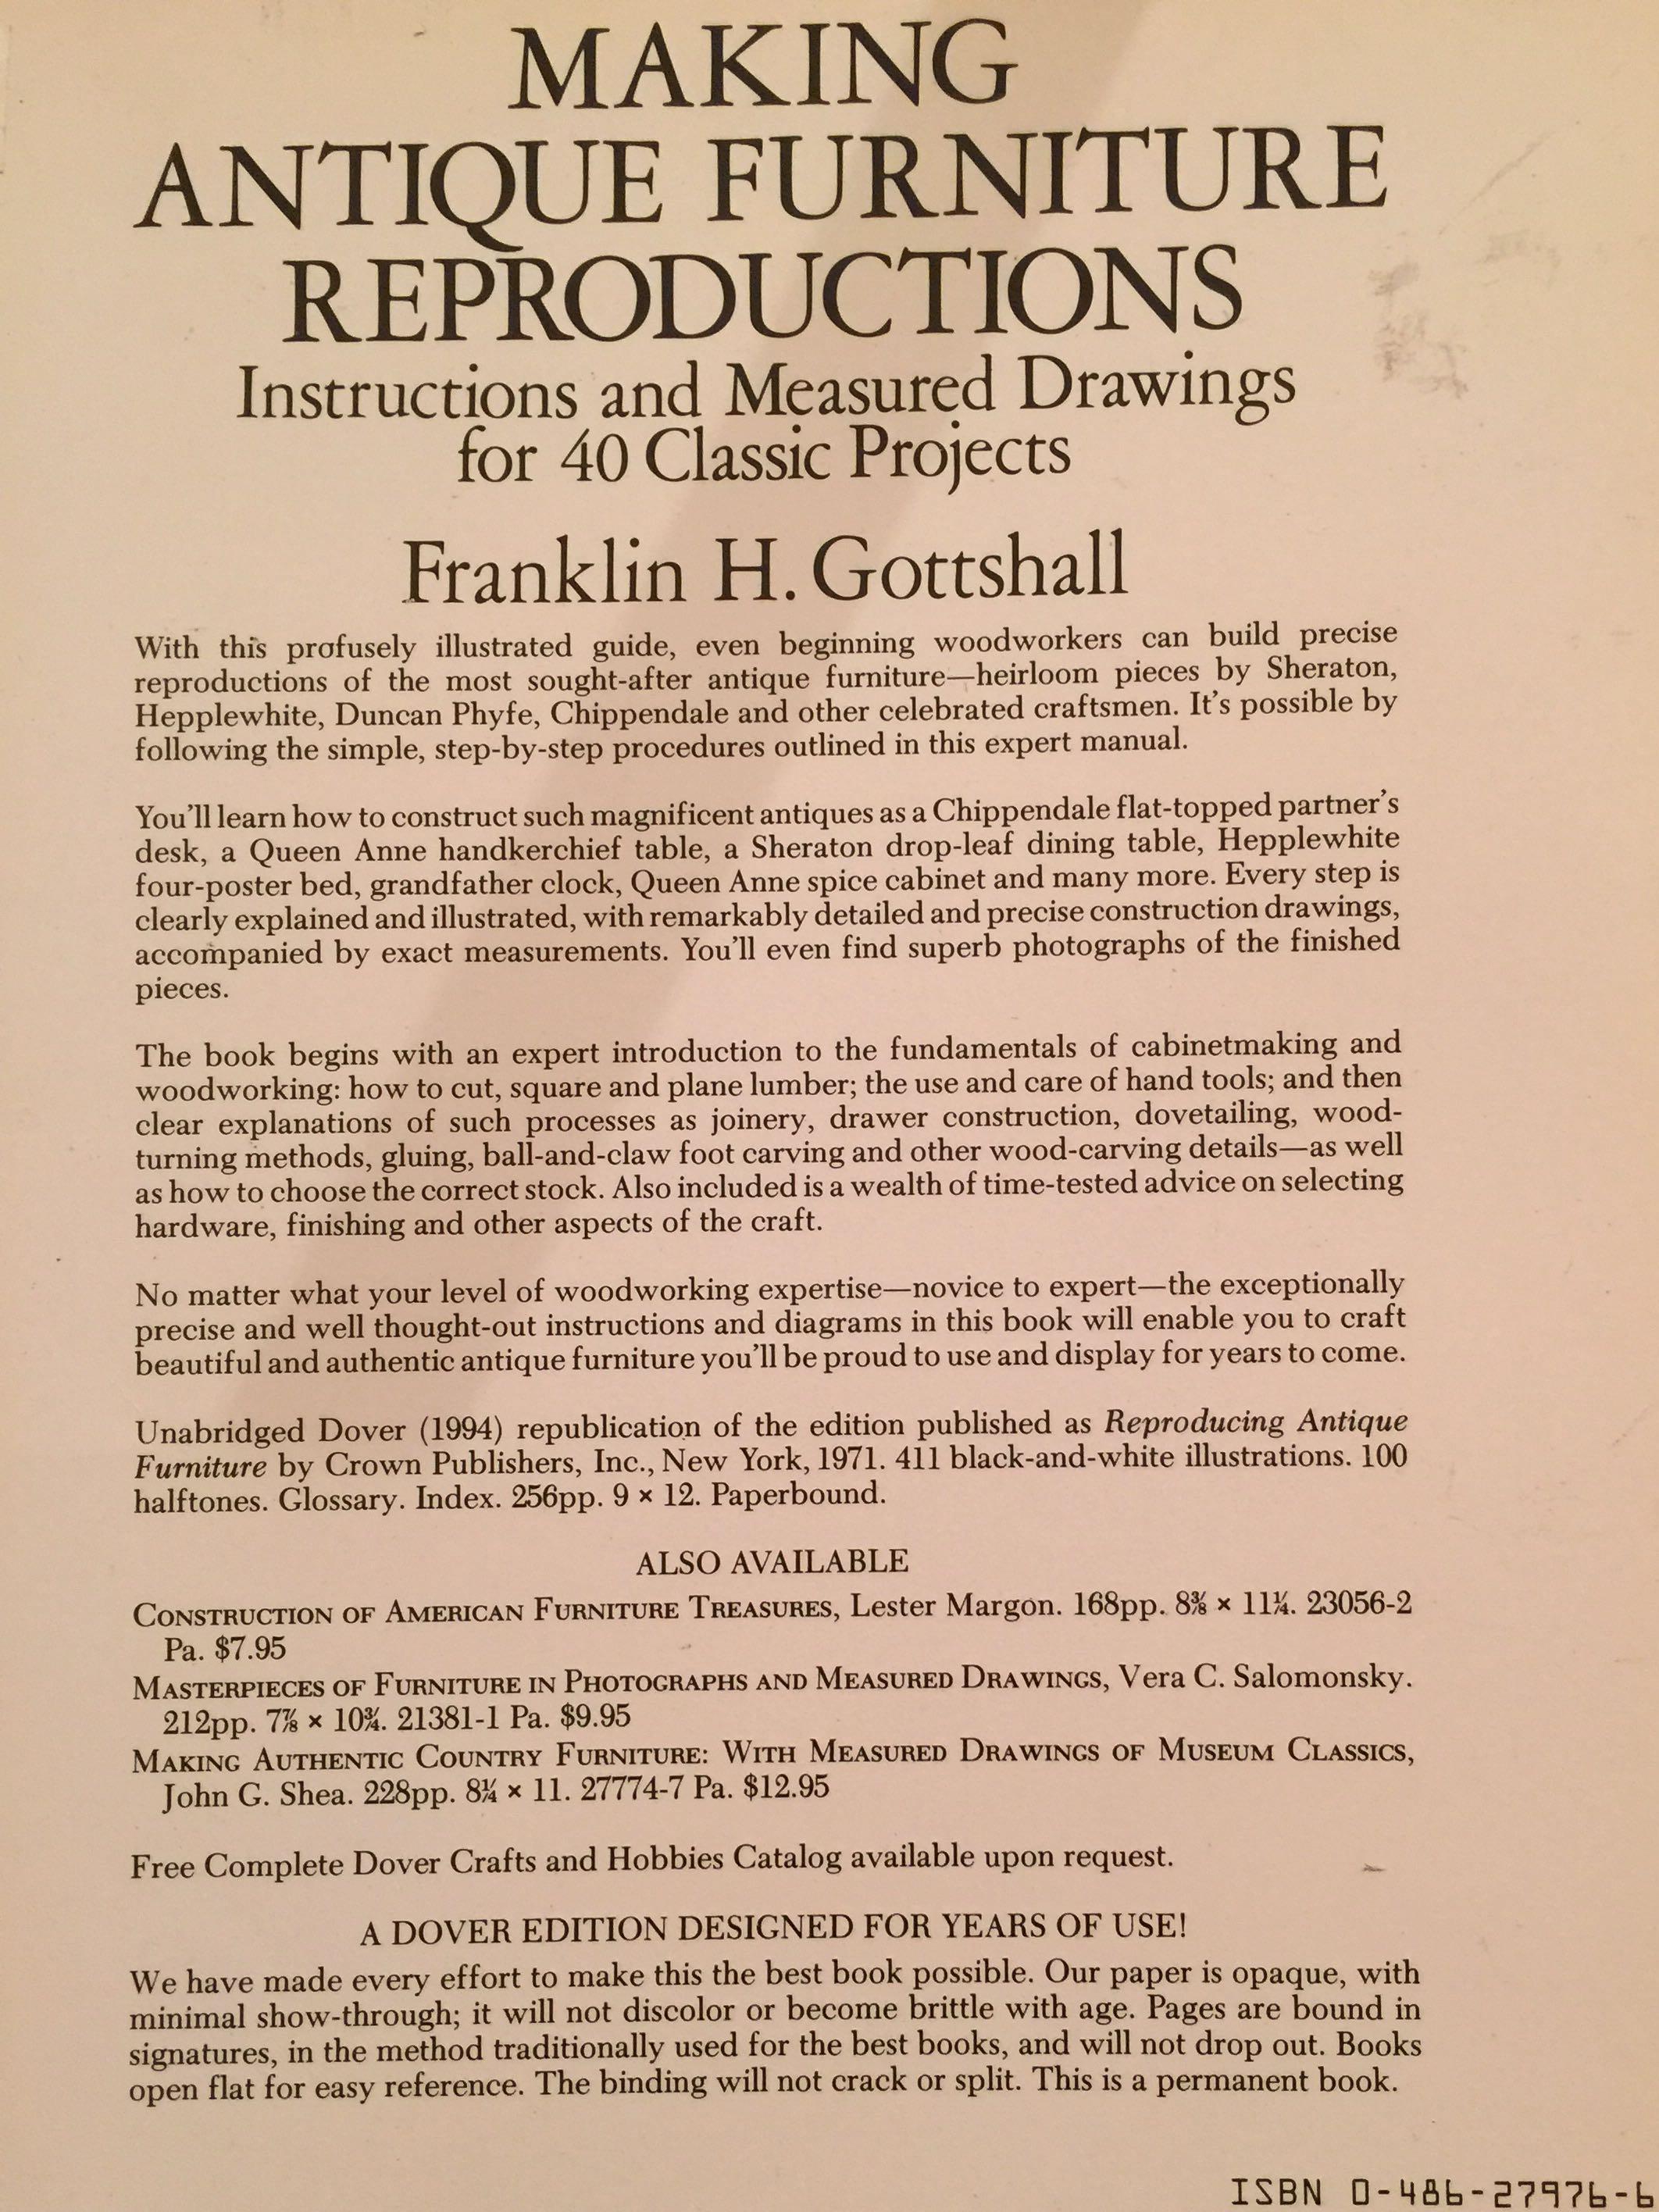 MAKING
ANTIQUE FURNITURE
REPRODUCTIONS
Instructions and Measured Drawings
for 40 Classic Projects
Franklin H. Gottshall
With this profusely illustrated guide, even beginning woodworkers can build precise
reproductions of the most sought-after antique furniture—heirloom pieces by Sheraton,
Hepplewhite, Duncan Phyfe, Chippendale and other celebrated craftsmen. It's possible by
following the simple, step-by-step procedures outlined in this expert manual.
You'll learn how to construct such magnificent antiques as a Chippendale flat-topped partner's
desk, a Queen Anne handkerchief table, a Sheraton drop-leaf dining table, Hepplewhite
four-poster bed, grandfather clock, Queen Anne spice cabinet and many more. Every step is
clearly explained and illustrated, with remarkably detailed and precise construction drawings,
accompanied by exact measurements. You'll even find superb photographs of the finished
pieces.
The book begins with an expert introduction to the fundamentals of cabinetmaking and
woodworking: how to cut, square and plane lumber; the use and care of hand tools; and then
clear explanations of such processes as joinery, drawer construction, dovetailing, wood-
turning methods, gluing, ball-and-claw foot carving and other wood-carving details—as well
as how to choose the correct stock. Also included is a wealth of time-tested advice on selecting
hardware, finishing and other aspects of the craft.
No matter what your level of woodworking expertise—novice to expert—the exceptionally
precise and well thought-out instructions and diagrams in this book will enable you to craft
beautiful and authentic antique furniture you'll be proud to use and display for years to come.
Unabridged Dover (1994) republication of the edition published as Reproducing Antique
Furniture by Crown Publishers, Inc., New York, 1971. 411 black-and-white illustrations. 100
halftones. Glossary. Index. 256pp. 9 × 12. Paperbound.
ALSO AVAILABLE
CONSTRUCTION OF AMERICAN FURNITURE TREASURES, Lester Margon. 168pp. 8⅜ × 11¼. 23056-2
Pa. $7.95
MASTERPIECES OF FURNITURE IN PHOTOGRAPHS AND MEASURED DRAWINGS, Vera C. Salomonsky.
212pp. 7⅞ × 10¾. 21381-1 Pa. $9.95
MAKING AUTHENTIC COUNTRY FURNITURE: WITH MEASURED DRAWINGS OF MUSEUM CLASSICS,
John G. Shea. 228pp. 8¼ × 11. 27774-7 Pa. $12.95
Free Complete Dover Crafts and Hobbies Catalog available upon request.
A DOVER EDITION DESIGNED FOR YEARS OF USE!
We have made every effort to make this the best book possible. Our paper is opaque, with
minimal show-through; it will not discolor or become brittle with age. Pages are bound in
signatures, in the method traditionally used for the best books, and will not drop out. Books
open flat for easy reference. The binding will not crack or split. This is a permanent book.
ISBN 0-486-27976-6